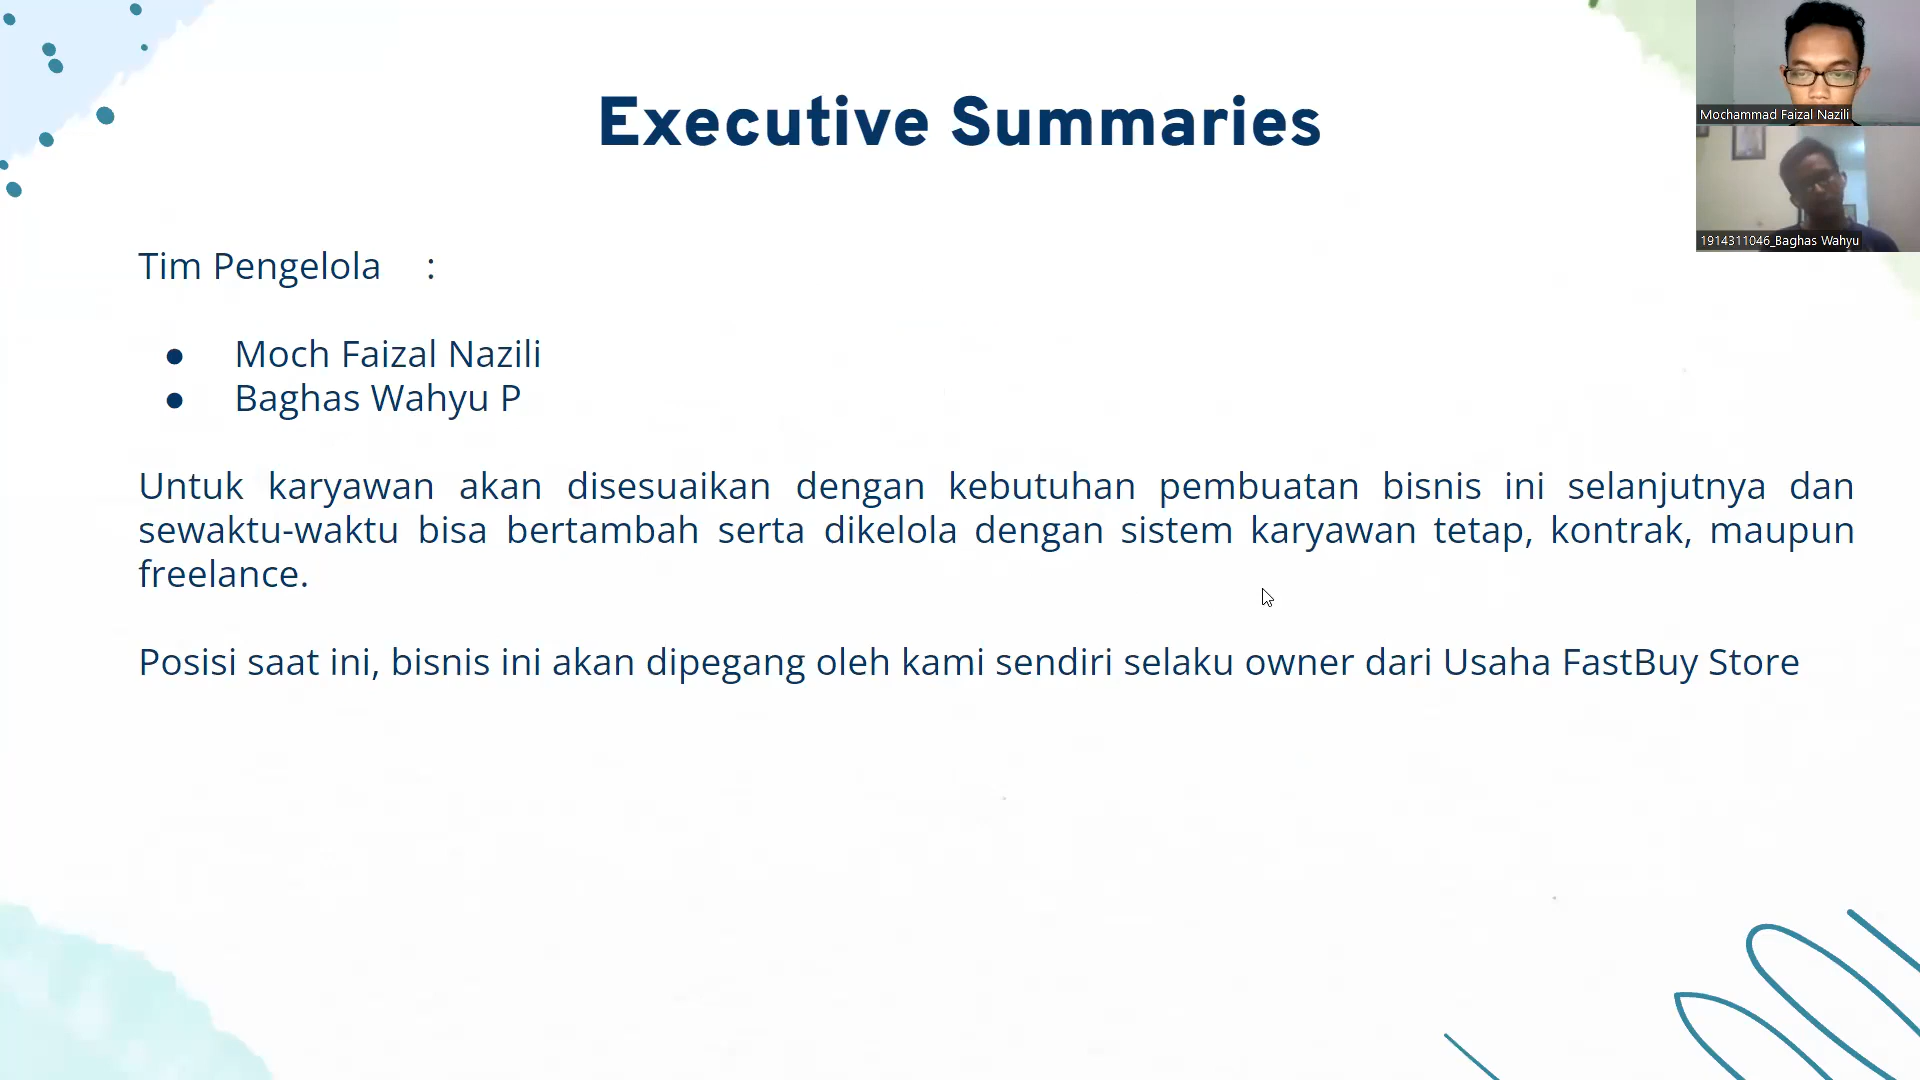 Executive Summaries
Mochammad Faizal Nazili
1914311046_Baghas Wahyu
Tim Pengelola :
● Moch Faizal Nazili
● Baghas Wahyu P
Untuk karyawan akan disesuaikan dengan kebutuhan pembuatan bisnis ini selanjutnya dan
sewaktu-waktu bisa bertambah serta dikelola dengan sistem karyawan tetap, kontrak, maupun
freelance.
Posisi saat ini, bisnis ini akan dipegang oleh kami sendiri selaku owner dari Usaha FastBuy Store